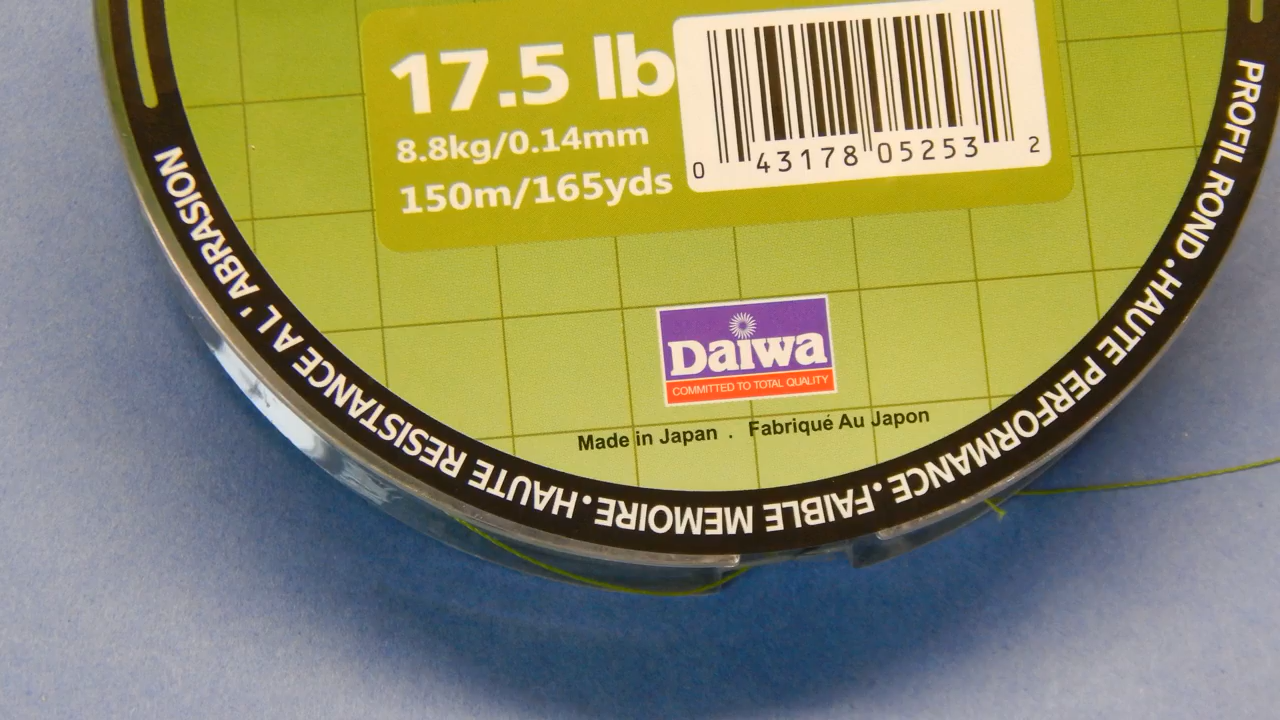 17.5 lb
8.8kg/0.14mm
150m/165yds
0 43178 05253 2
Daiwa
COMMITTED TO TOTAL QUALITY
Made in Japan . Fabriqué Au Japon
PROFIL ROND . HAUTE PERFORMANCE . FAIBLE MEMOIRE . HAUTE RESISTANCE A L' ABRASION